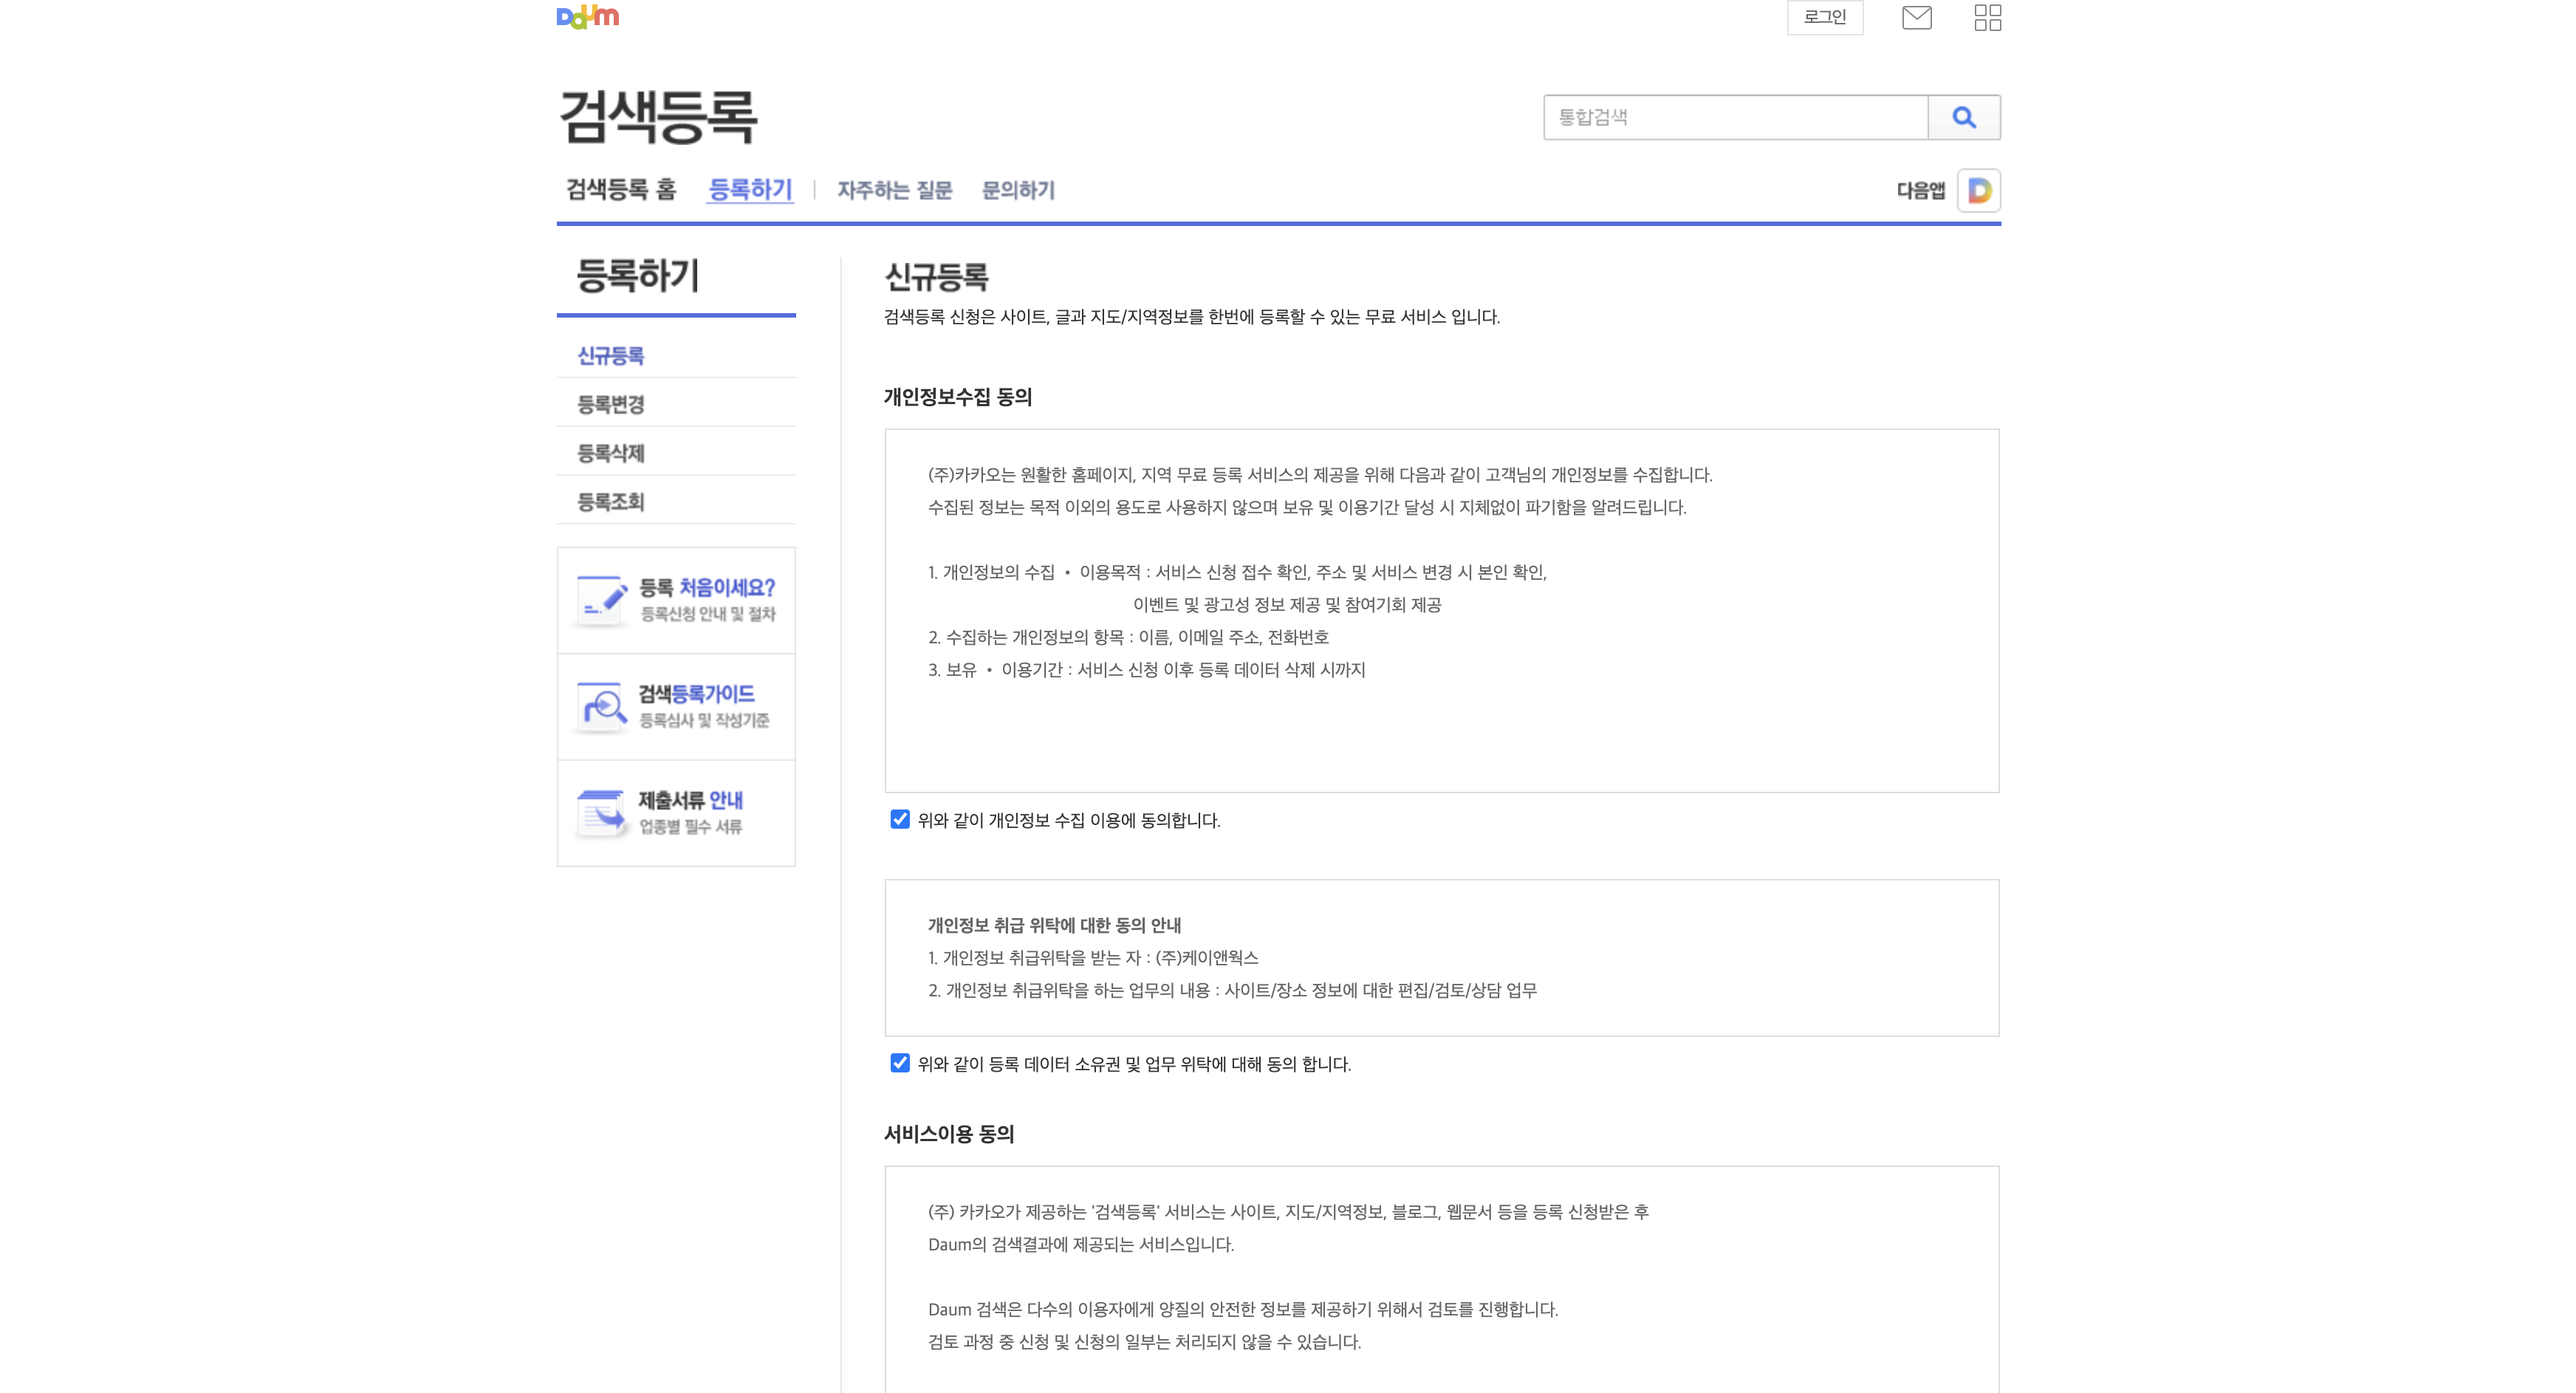 Daum
로그인
검색등록
통합검색
검색등록 홈 등록하기 자주하는 질문 문의하기
다음앱
등록하기
신규등록
등록변경
등록삭제
등록조회
등록 처음이세요?
등록신청 안내 및 절차
검색등록가이드
등록심사 및 작성기준
제출서류 안내
업종별 필수 서류
신규등록
검색등록 신청은 사이트, 글과 지도/지역정보를 한번에 등록할 수 있는 무료 서비스 입니다.
개인정보수집 동의
(주)카카오는 원활한 홈페이지, 지역 무료 등록 서비스의 제공을 위해 다음과 같이 고객님의 개인정보를 수집합니다.
수집된 정보는 목적 이외의 용도로 사용하지 않으며 보유 및 이용기간 달성 시 지체없이 파기함을 알려드립니다.
1. 개인정보의 수집 • 이용목적 : 서비스 신청 접수 확인, 주소 및 서비스 변경 시 본인 확인,
이벤트 및 광고성 정보 제공 및 참여기회 제공
2. 수집하는 개인정보의 항목 : 이름, 이메일 주소, 전화번호
3. 보유 • 이용기간 : 서비스 신청 이후 등록 데이터 삭제 시까지
위와 같이 개인정보 수집 이용에 동의합니다.
개인정보 취급 위탁에 대한 동의 안내
1. 개인정보 취급위탁을 받는 자 : (주)케이앤웍스
2. 개인정보 취급위탁을 하는 업무의 내용 : 사이트/장소 정보에 대한 편집/검토/상담 업무
위와 같이 등록 데이터 소유권 및 업무 위탁에 대해 동의 합니다.
서비스이용 동의
(주) 카카오가 제공하는 '검색등록' 서비스는 사이트, 지도/지역정보, 블로그, 웹문서 등을 등록 신청받은 후
Daum의 검색결과에 제공되는 서비스입니다.
Daum 검색은 다수의 이용자에게 양질의 안전한 정보를 제공하기 위해서 검토를 진행합니다.
검토 과정 중 신청 및 신청의 일부는 처리되지 않을 수 있습니다.